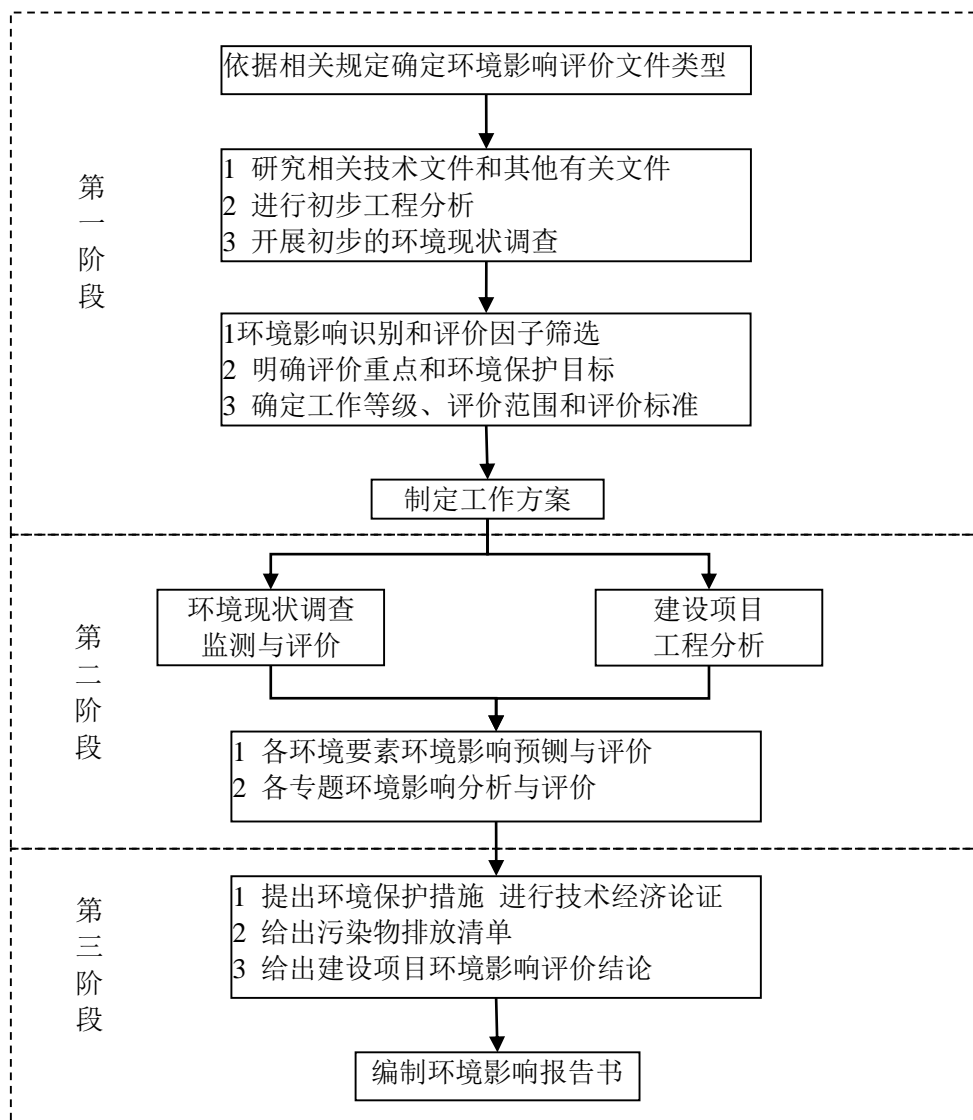 依据相关规定确定环境影响评价文件类型
第一阶段
1 研究相关技术文件和其他有关文件
2 进行初步工程分析
3 开展初步的环境现状调查
1环境影响识别和评价因子筛选
2 明确评价重点和环境保护目标
3 确定工作等级、评价范围和评价标准
制定工作方案
第二阶段
环境现状调查
监测与评价
建设项目
工程分析
1 各环境要素环境影响预铡与评价
2 各专题环境影响分析与评价
第三阶段
1 提出环境保护措施 进行技术经济论证
2 给出污染物排放清单
3 给出建设项目环境影响评价结论
编制环境影响报告书